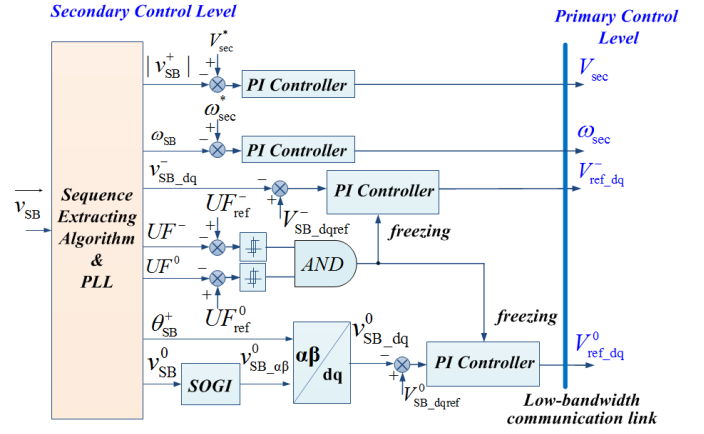 Secondary Control Level
Primary Control
Level
| v⁺SB |
V*sec
+
−
PI Controller
Vsec
ωSB
ω*sec
+
−
PI Controller
ωsec
v⁻SB_dq
−
+
V⁻SB_dqref
PI Controller
V⁻ref_dq
vSB
Sequence
Extracting
Algorithm
&
PLL
UF⁻
UF⁻ref
+
−
UF⁰
−
+
UF⁰ref
AND
freezing
freezing
θ⁺SB
v⁰SB
SOGI
v⁰SB_αβ
αβ
dq
v⁰SB_dq
−
+
V⁰SB_dqref
PI Controller
V⁰ref_dq
Low-bandwidth
communication link